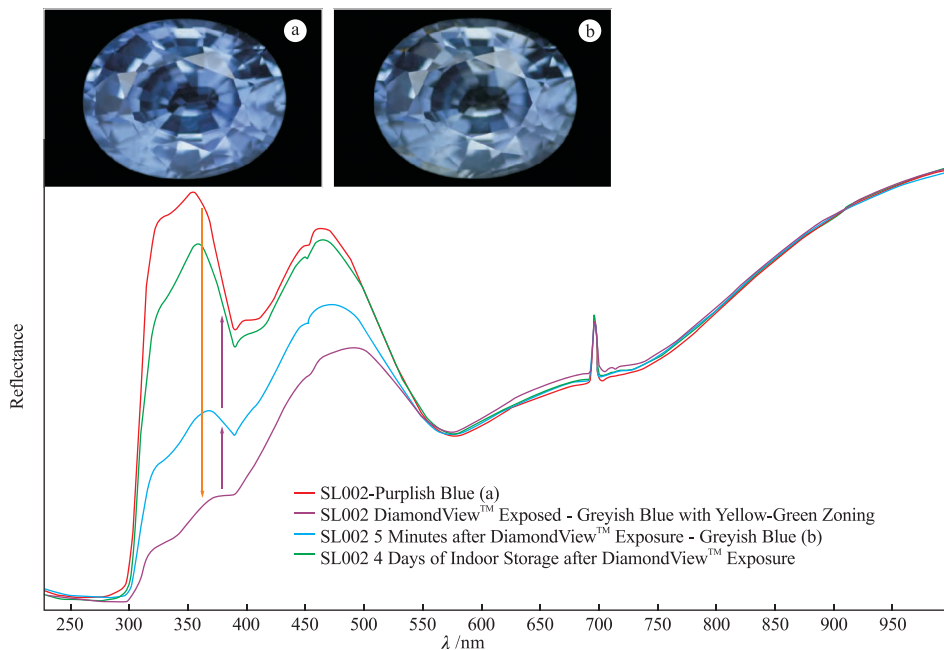 a
b
Reflectance
SL002-Purplish Blue (a)
SL002 DiamondView™ Exposed - Greyish Blue with Yellow-Green Zoning
SL002 5 Minutes after DiamondView™ Exposure - Greyish Blue (b)
SL002 4 Days of Indoor Storage after DiamondView™ Exposure
250 300 350 400 450 500 550 600 650 700 750 800 850 900 950
λ /nm